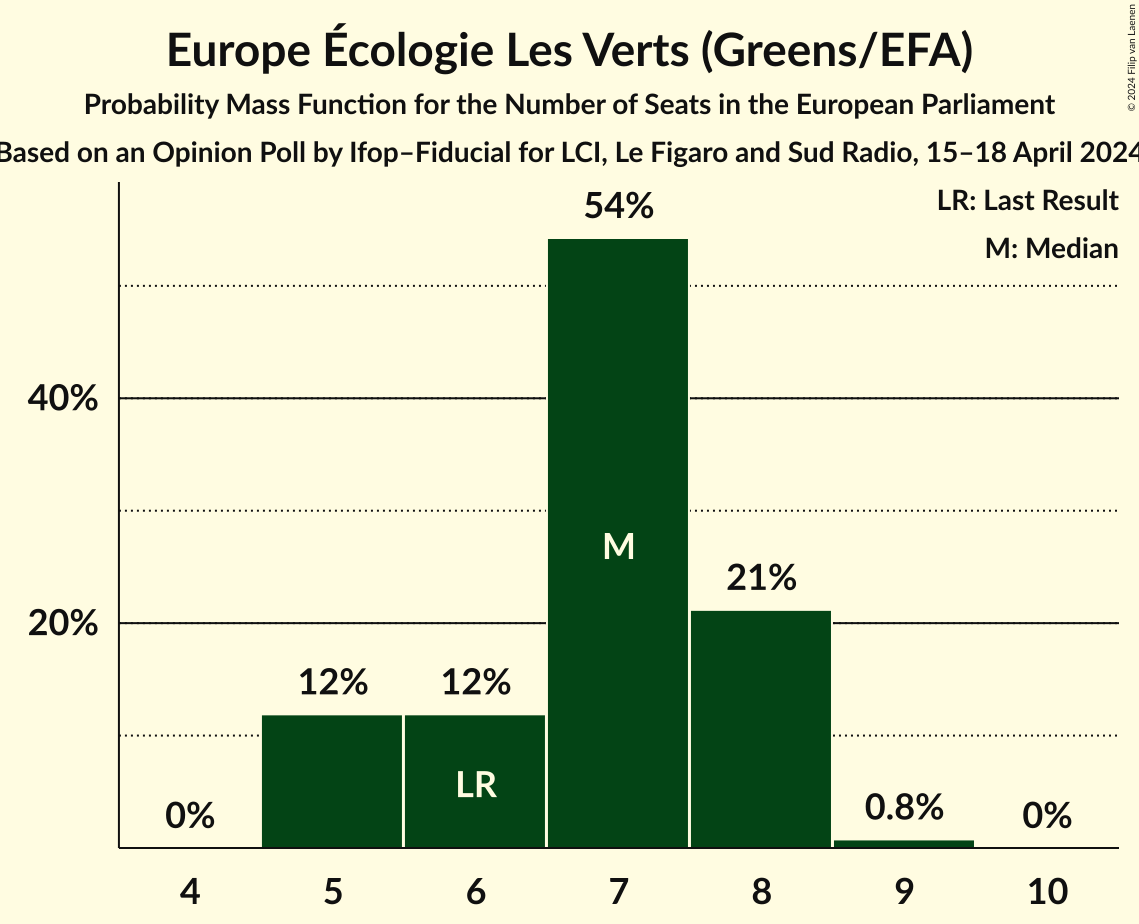 Europe Écologie Les Verts (Greens/EFA)
Probability Mass Function for the Number of Seats in the European Parliament
Based on an Opinion Poll by Ifop–Fiducial for LCI, Le Figaro and Sud Radio, 15–18 April 2024
© 2024 Filip van Laenen
LR: Last Result
M: Median
54%
40%
M
21%
20%
12%
12%
LR
0%
0.8%
0%
4
5
6
7
8
9
10